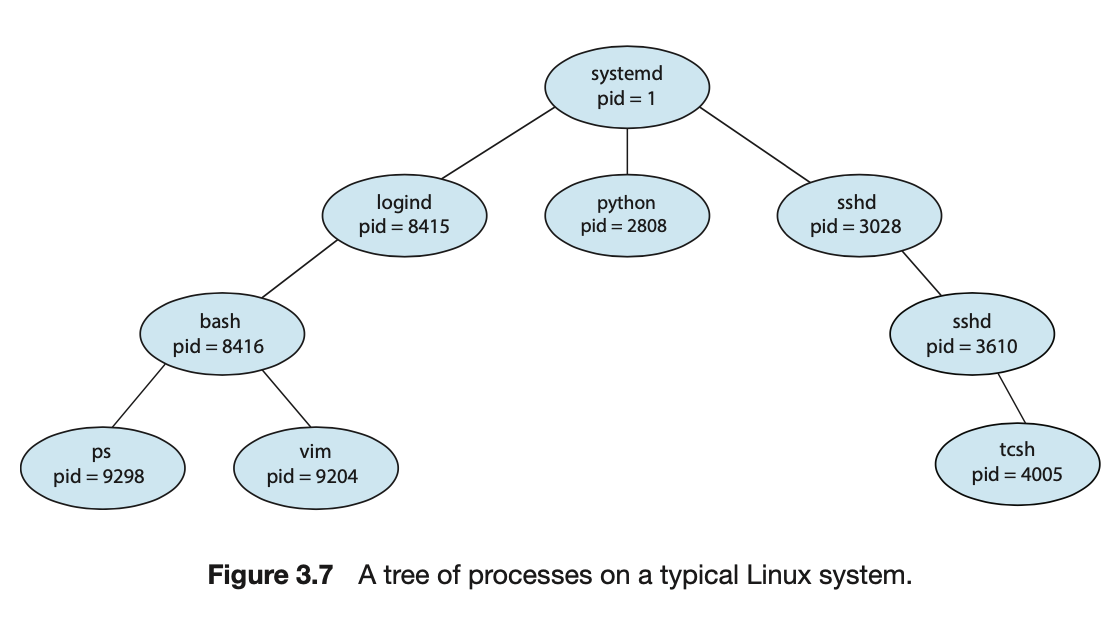 systemd
pid = 1
logind
pid = 8415
python
pid = 2808
sshd
pid = 3028
bash
pid = 8416
sshd
pid = 3610
ps
pid = 9298
vim
pid = 9204
tcsh
pid = 4005
Figure 3.7 A tree of processes on a typical Linux system.